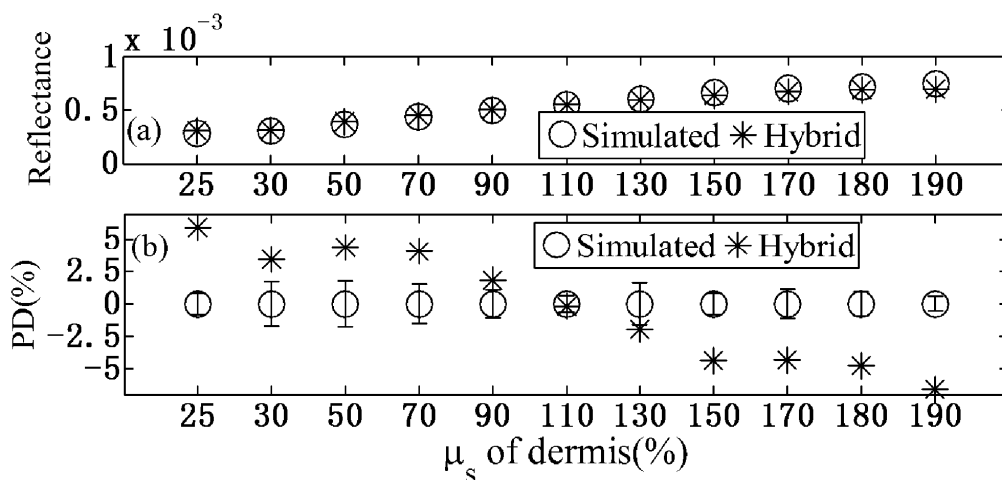 x 10⁻³
1
0.5
0
Reflectance
(a)
Simulated Hybrid
25 30 50 70 90 110 130 150 170 180 190
5
2.5
0
-2.5
-5
PD(%)
(b)
Simulated Hybrid
25 30 50 70 90 110 130 150 170 180 190
μₛ of dermis(%)